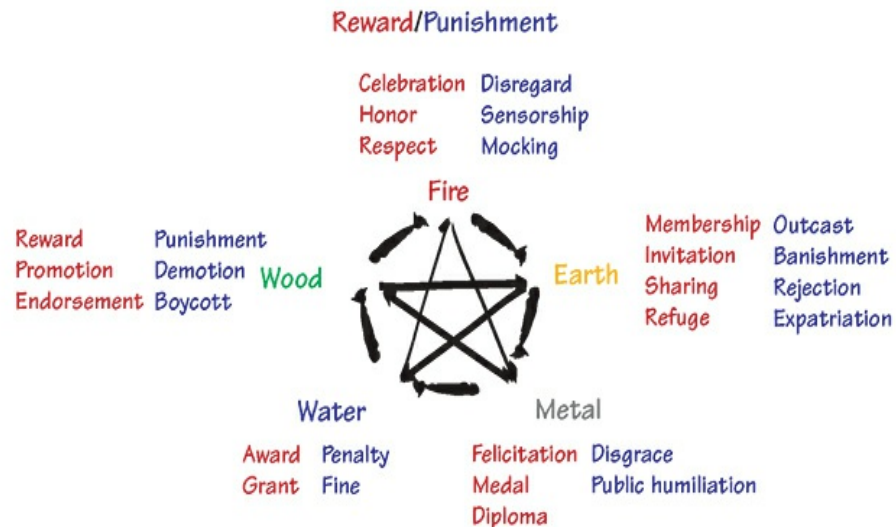 Reward/Punishment
Celebration Disregard
Honor Sensorship
Respect Mocking
Fire
Reward Punishment
Promotion Demotion
Endorsement Boycott
Wood
Earth
Membership Outcast
Invitation Banishment
Sharing Rejection
Refuge Expatriation
Water
Award Penalty
Grant Fine
Metal
Felicitation Disgrace
Medal Public humiliation
Diploma